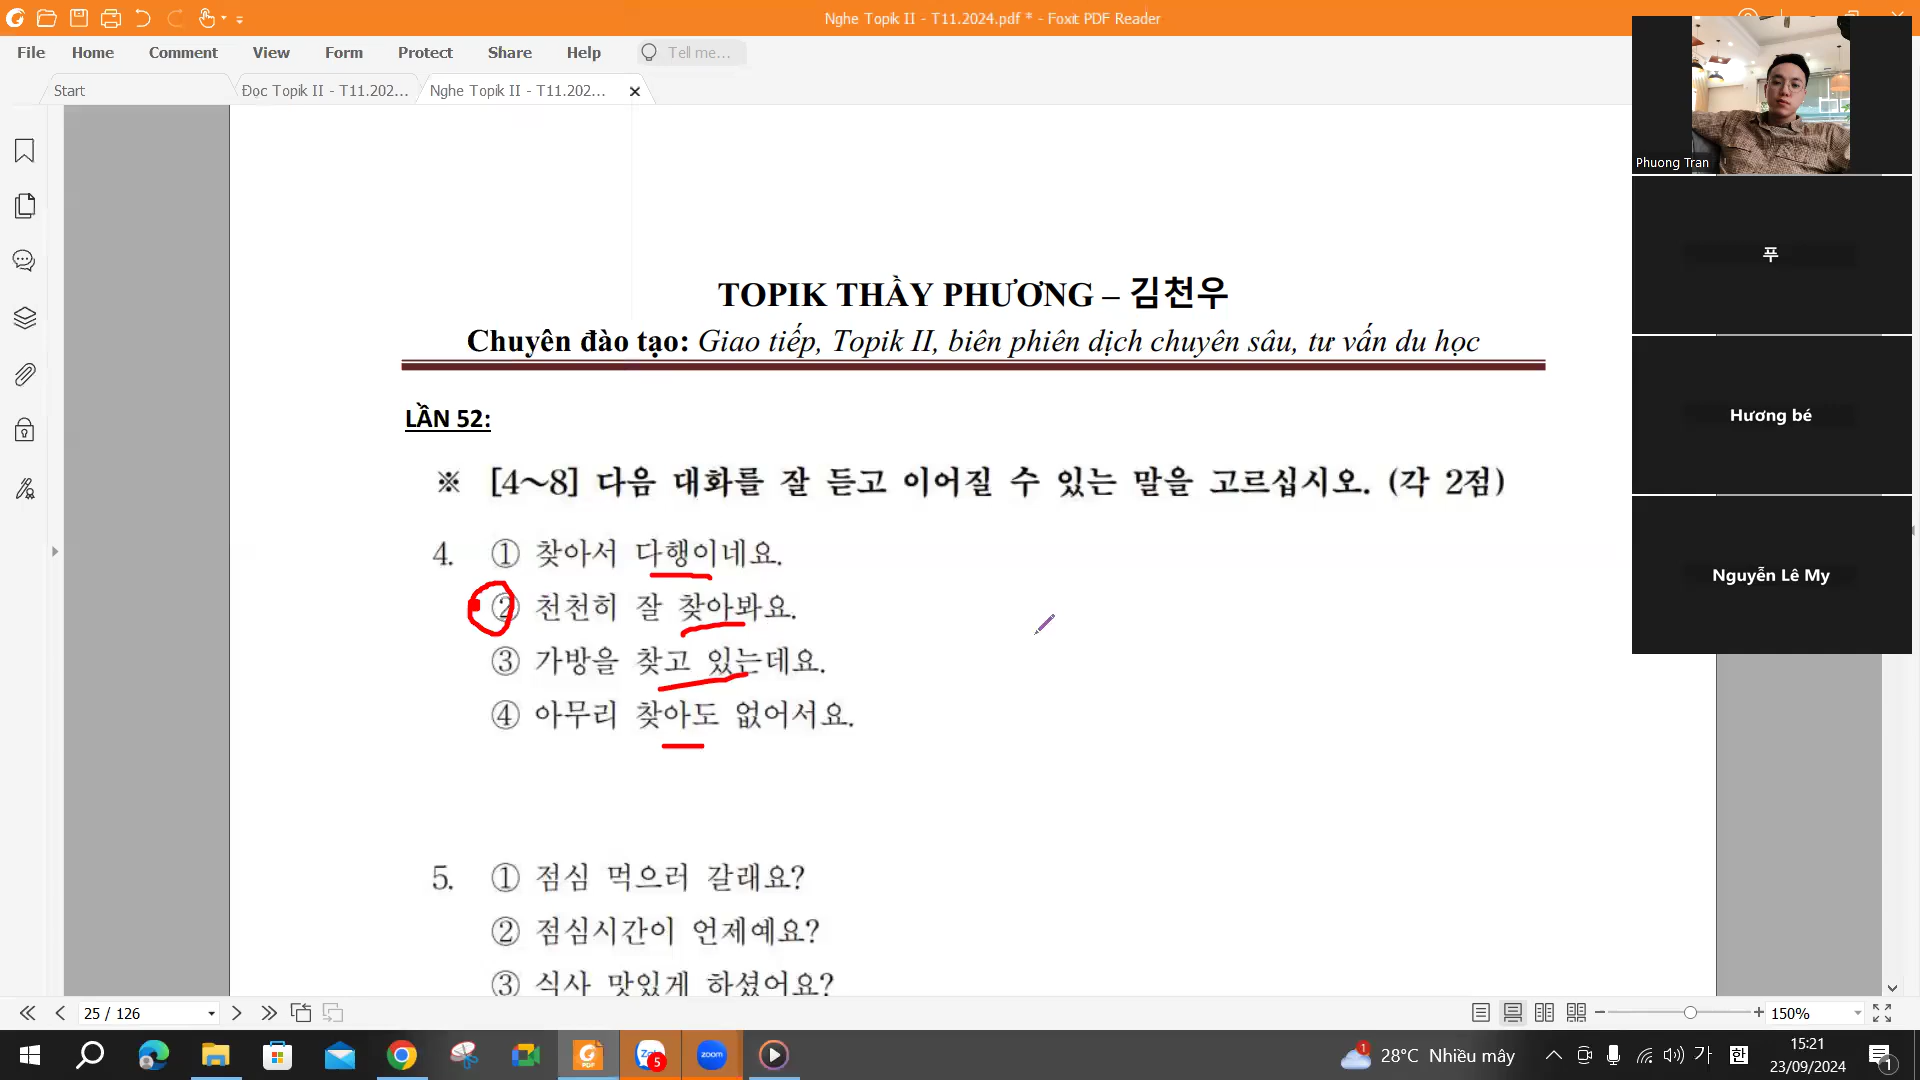 Nghe Topik II - T11.2024.pdf * - Foxit PDF Reader
File Home Comment View Form Protect Share Help Tell me...
Start
Đọc Topik II - T11.202...
Nghe Topik II - T11.202...
Phuong Tran
푸
Hương bé
Nguyễn Lê My
TOPIK THẦY PHƯƠNG – 김천우
Chuyên đào tạo: Giao tiếp, Topik II, biên phiên dịch chuyên sâu, tư vấn du học
LẦN 52:
※ [4～8] 다음 대화를 잘 듣고 이어질 수 있는 말을 고르십시오. (각 2점)
4. ① 찾아서 다행이네요.
② 천천히 잘 찾아봐요.
③ 가방을 찾고 있는데요.
④ 아무리 찾아도 없어서요.
5. ① 점심 먹으러 갈래요?
② 점심시간이 언제예요?
③ 식사 맛있게 하셨어요?
25 / 126
150%
zoom
5
1
28°C Nhiều mây
가
한
15:21
23/09/2024
1